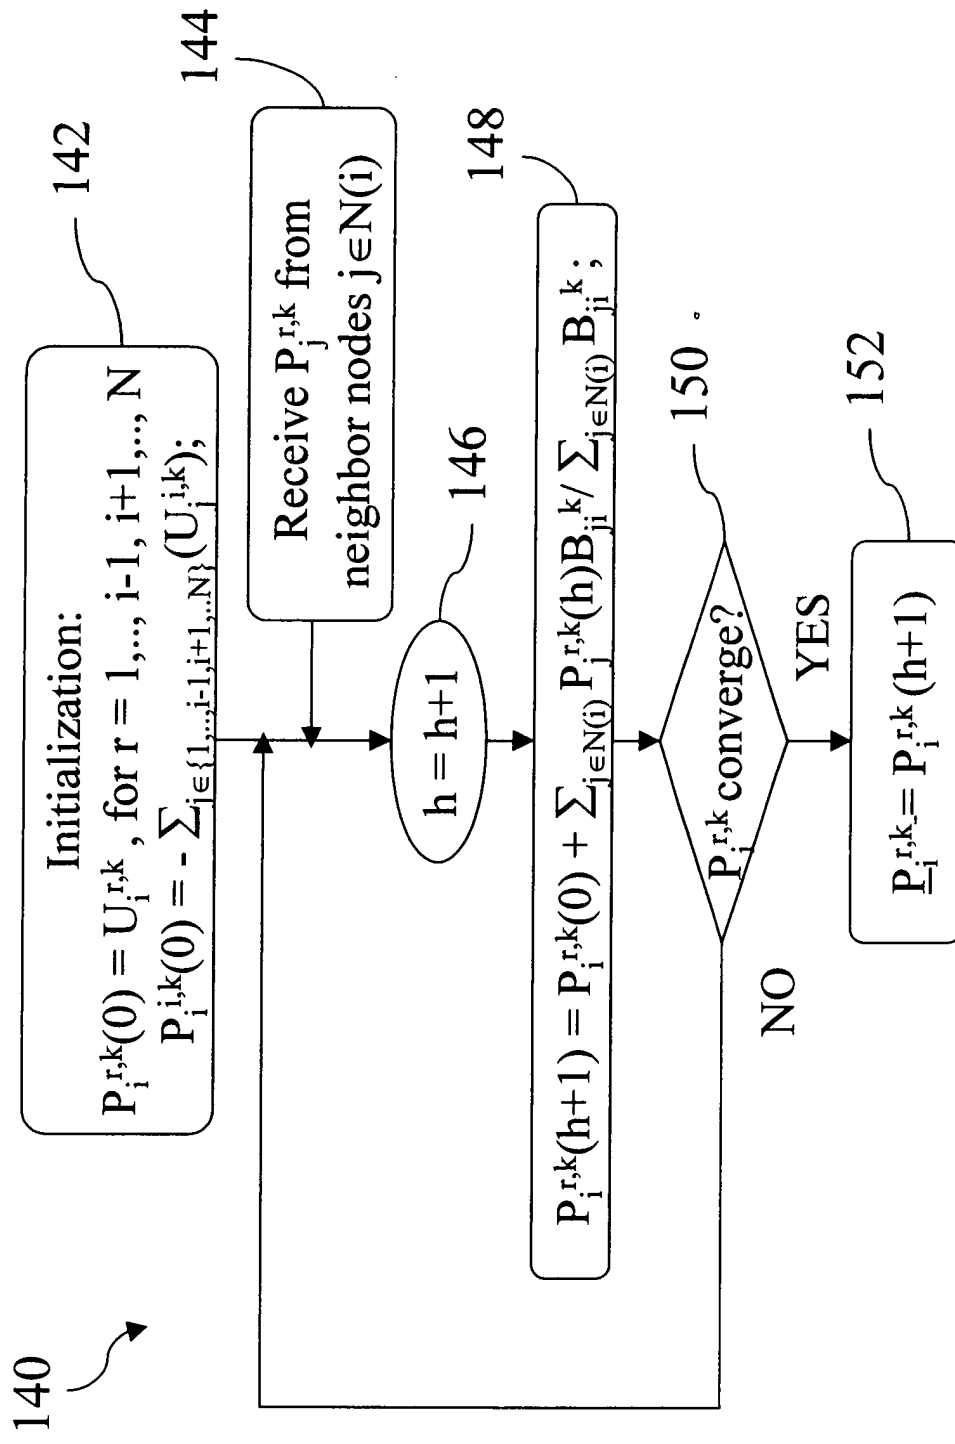 140
142
Initialization:
P_i^{r,k}(0) = U_i^{r,k}, for r = 1,.., i-1, i+1,.., N
P_i^{i,k}(0) = - Σ_{j∈{1,...,i-1,i+1,..N}}(U_j^{i,k});
144
Receive P_j^{r,k} from
neighbor nodes j∈N(i)
146
h = h+1
148
P_i^{r,k}(h+1) = P_i^{r,k}(0) + Σ_{j∈N(i)} P_j^{r,k}(h)B_{ji}^k / Σ_{j∈N(i)} B_{ji}^k ;
150
P_i^{r,k} converge?
NO
YES
152
P_i^{r,k} = P_i^{r,k}(h+1)